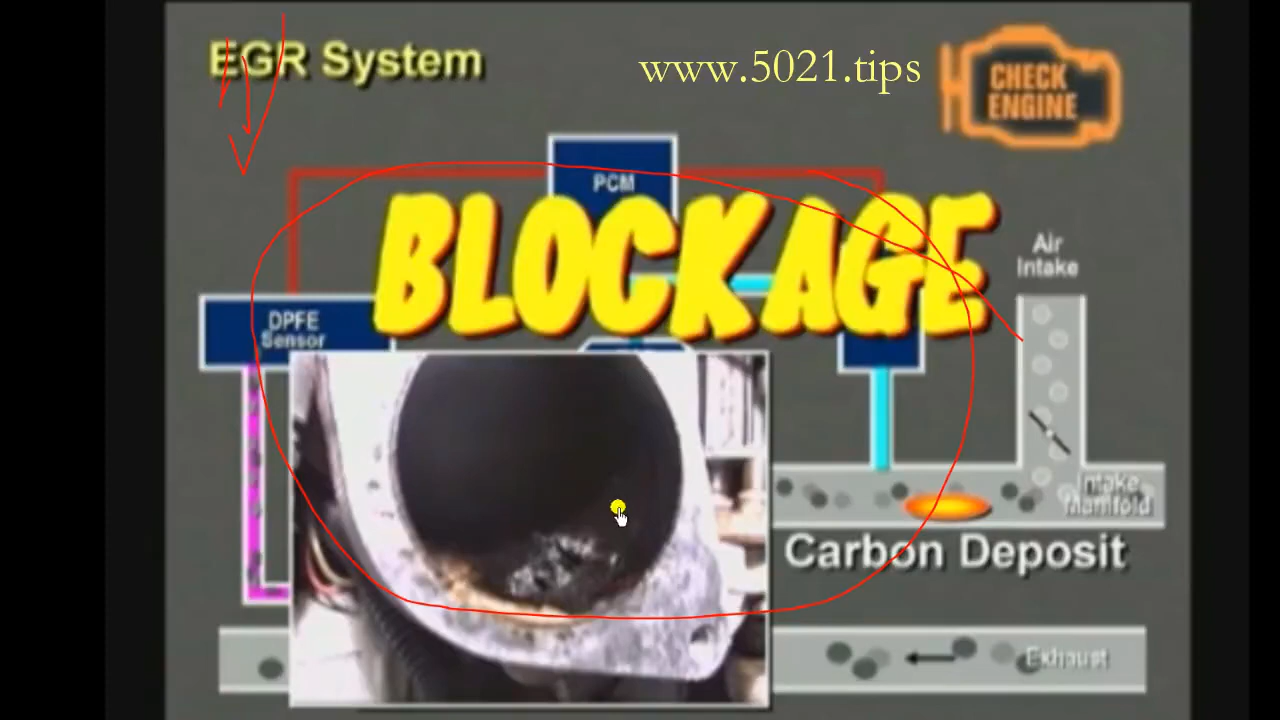 EGR System
www.5021.tips
CHECK
ENGINE
PCM
BLOCKAGE
Air
Intake
DPFE
Sensor
Intake
Manifold
Carbon Deposit
Exhaust